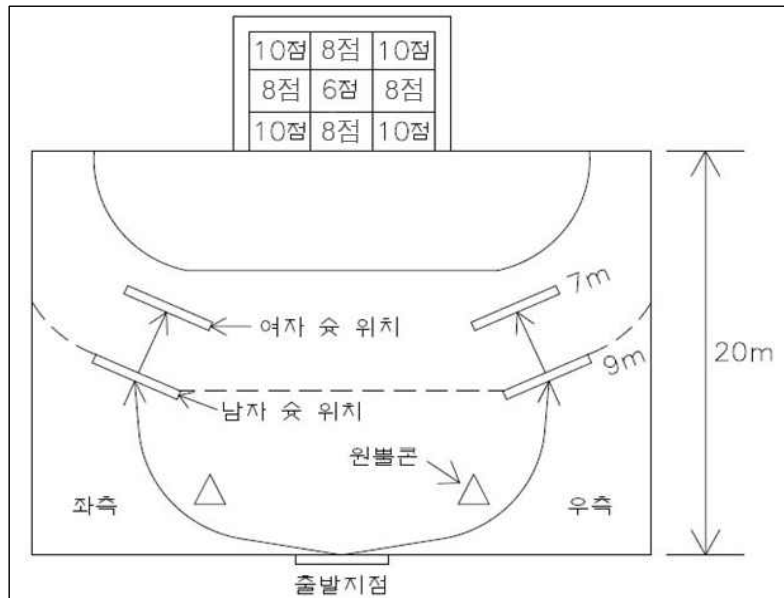 10점 8점 10점
8점 6점 8점
10점 8점 10점
7m
여자 슛 위치
20m
9m
남자 슛 위치
원뿔콘
좌측
우측
출발지점